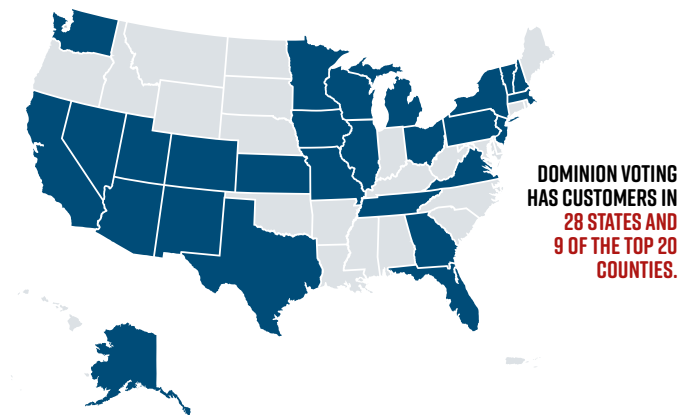 DOMINION VOTING
HAS CUSTOMERS IN
28 STATES AND
9 OF THE TOP 20
COUNTIES.